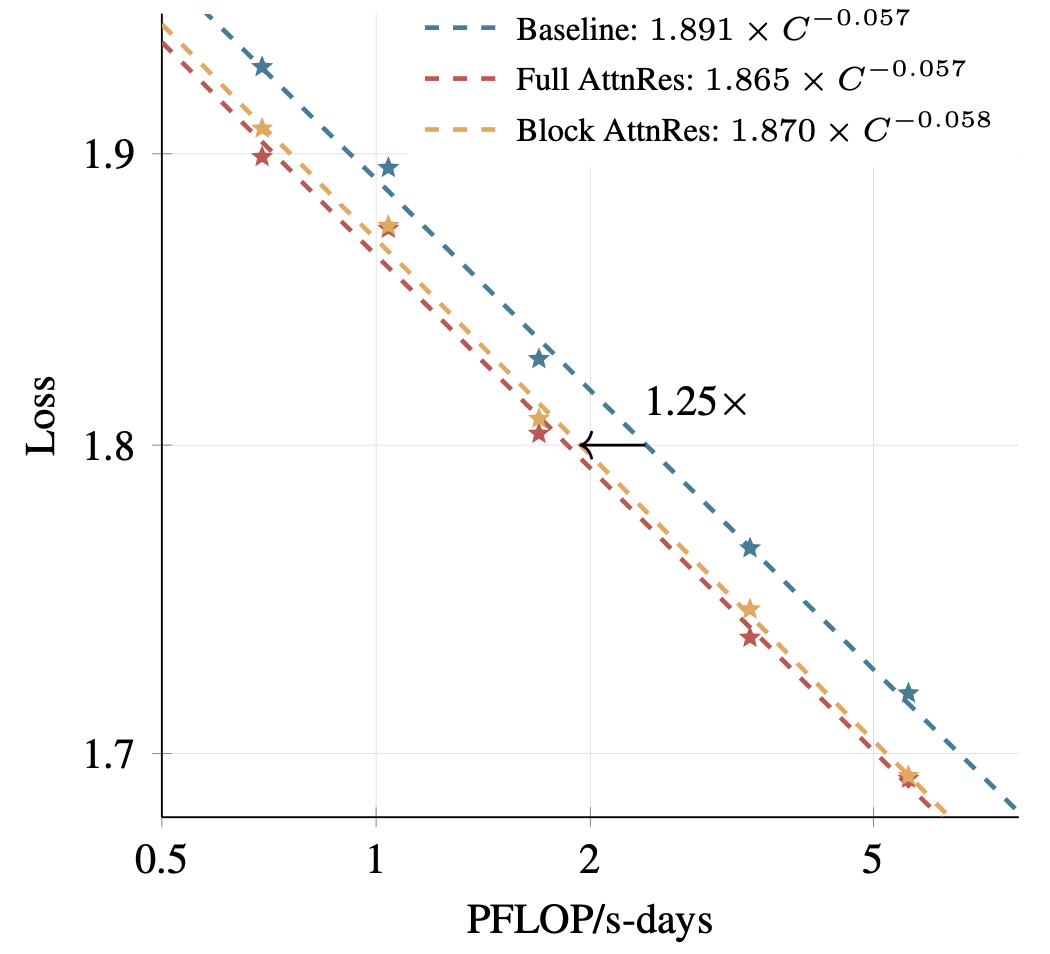 Baseline: 1.891 × C^−0.057
Full AttnRes: 1.865 × C^−0.057
Block AttnRes: 1.870 × C^−0.058
1.9
1.25×
Loss
1.8
1.7
0.5 1 2 5
PFLOP/s-days